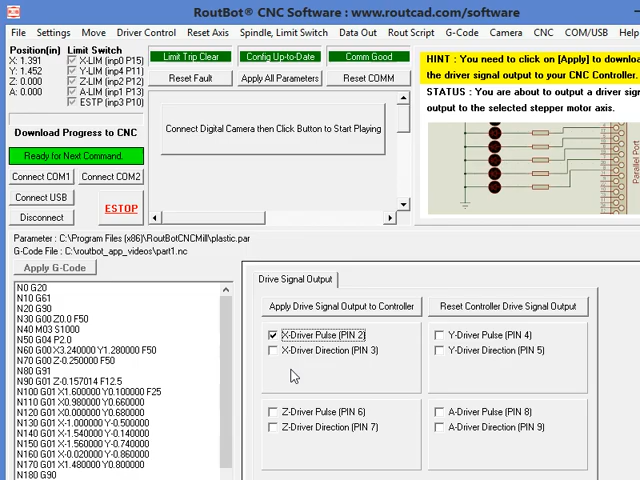 RoutBot® CNC Software : www.routcad.com/software
File Settings Move Driver Control Reset Axis Spindle, Limit Switch Data Out Rout Script G-Code Camera CNC COM/USB Help
Position(in)
X: 1.391
Y: 1.452
Z: 0.000
A: 0.000
Limit Switch
X-LIM (inp0 P15)
Y-LIM (inp4 P11)
Z-LIM (inp2 P12)
A-LIM (inp1 P13)
ESTP (inp3 P10)
Limit Trip Clear
Config Up-to-Date
Comm Good
Reset Fault
Apply All Parameters
Reset COMM
HINT : You need to click on [Apply] to downloa
the driver signal output to your CNC Controller.
STATUS : You are about to output a driver sign
output to the selected stepper motor axis.
Parallel Port
Download Progress to CNC
Ready for Next Command.
Connect COM1
Connect COM2
Connect USB
Disconnect
ESTOP
Connect Digital Camera then Click Button to Start Playing
Parameter : C:\Program Files (x86)\RoutBotCNCMill\plastic.par
G-Code File : C:\routbot_app_videos\part1.nc
Apply G-Code
N0 G20
N10 G61
N20 G90
N30 G00 Z0.0 F50
N40 M03 S1000
N50 G04 P2.0
N60 G00 X3.240000 Y1.280000 F50
N70 G00 Z-0.250000 F50
N80 G91
N90 G01 Z-0.157014 F12.5
N100 G01 X1.600000 Y0.100000 F25
N110 G01 X0.980000 Y0.660000
N120 G01 X0.000000 Y0.680000
N130 G01 X-1.000000 Y-0.500000
N140 G01 X-1.540000 Y-0.140000
N150 G01 X-1.560000 Y0.740000
N160 G01 X-0.020000 Y-0.860000
N170 G01 X1.480000 Y0.800000
N180 G90
Drive Signal Output
Apply Drive Signal Output to Controller
Reset Controller Drive Signal Output
X-Driver Pulse (PIN 2)
X-Driver Direction (PIN 3)
Y-Driver Pulse (PIN 4)
Y-Driver Direction (PIN 5)
Z-Driver Pulse (PIN 6)
Z-Driver Direction (PIN 7)
A-Driver Pulse (PIN 8)
A-Driver Direction (PIN 9)